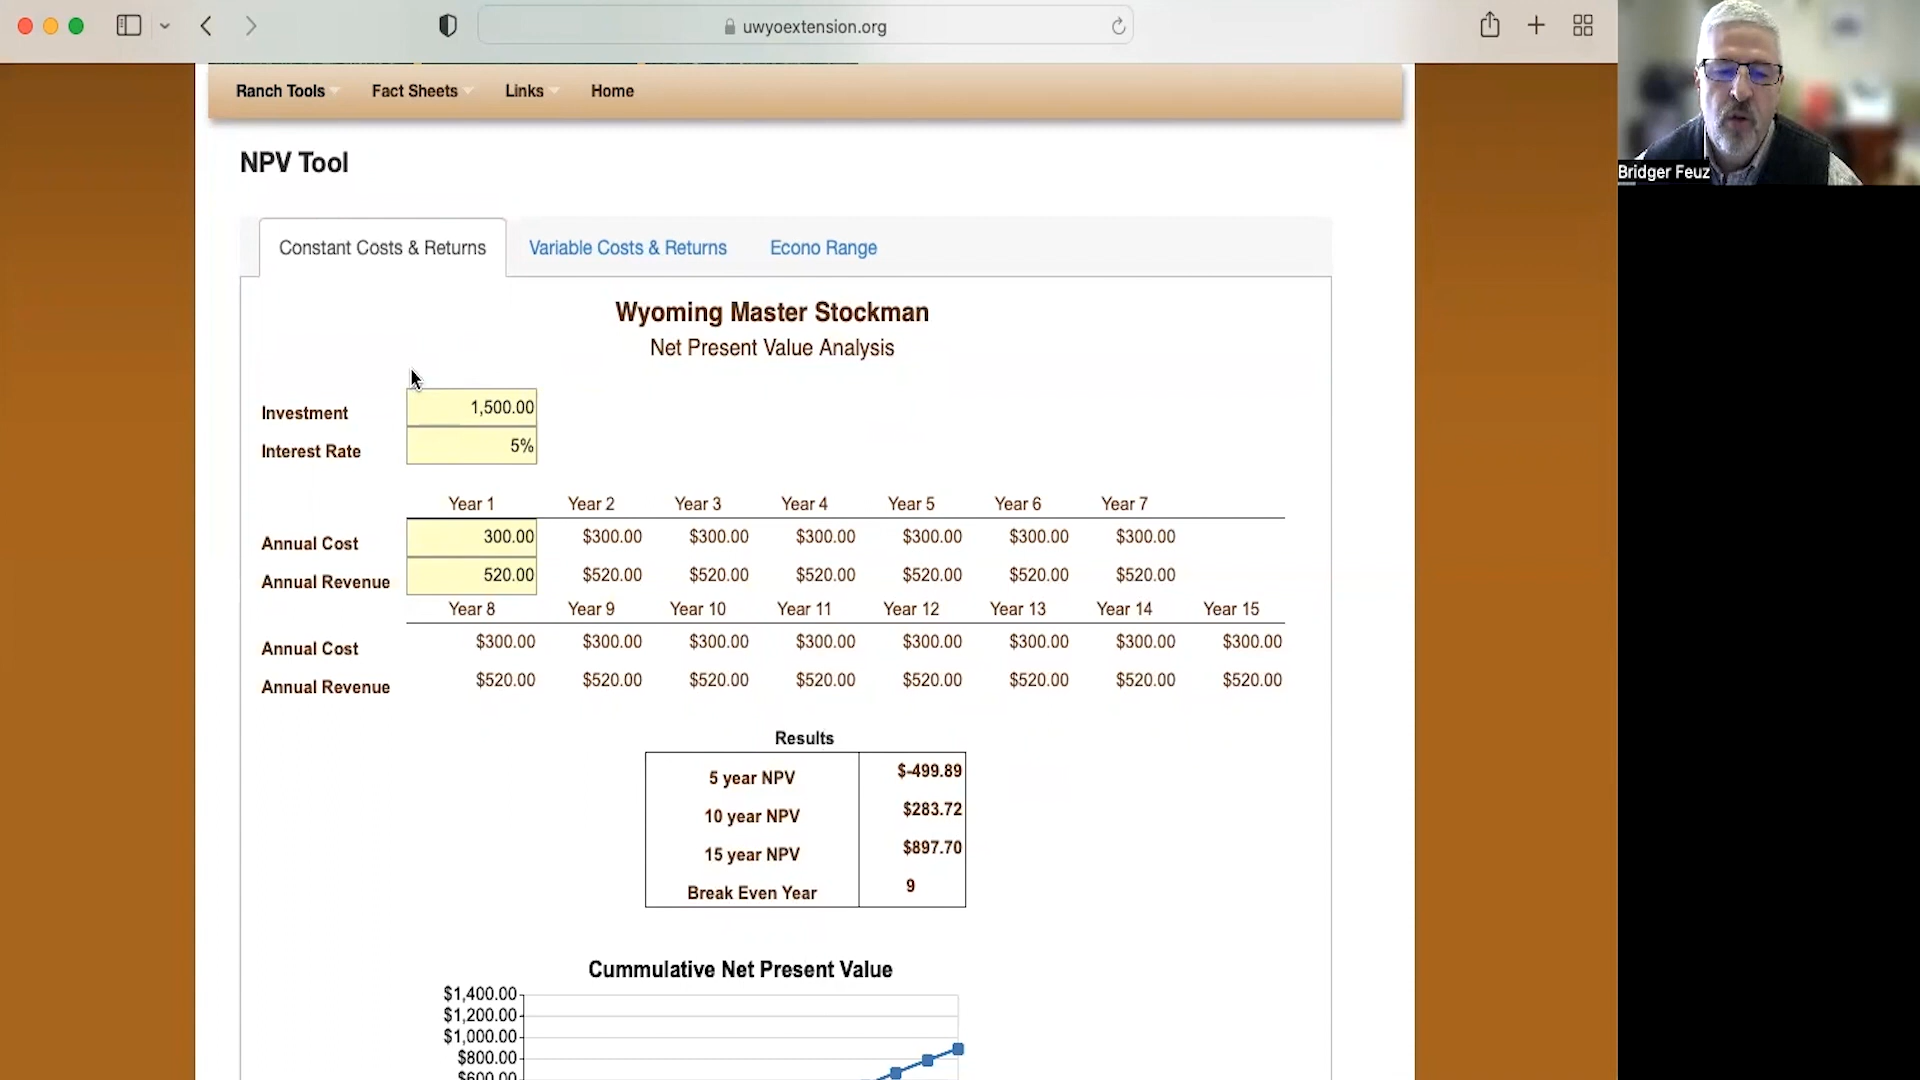 uwyoextension.org
Ranch Tools Fact Sheets Links Home
Bridger Feuz
NPV Tool
Constant Costs & Returns Variable Costs & Returns Econo Range
Wyoming Master Stockman
Net Present Value Analysis
Investment 1,500.00
Interest Rate 5%
Year 1 Year 2 Year 3 Year 4 Year 5 Year 6 Year 7
Annual Cost 300.00 $300.00 $300.00 $300.00 $300.00 $300.00 $300.00
Annual Revenue 520.00 $520.00 $520.00 $520.00 $520.00 $520.00 $520.00
Year 8 Year 9 Year 10 Year 11 Year 12 Year 13 Year 14 Year 15
Annual Cost $300.00 $300.00 $300.00 $300.00 $300.00 $300.00 $300.00 $300.00
Annual Revenue $520.00 $520.00 $520.00 $520.00 $520.00 $520.00 $520.00 $520.00
Results
5 year NPV $-499.89
10 year NPV $283.72
15 year NPV $897.70
Break Even Year 9
Cummulative Net Present Value
$1,400.00
$1,200.00
$1,000.00
$800.00
$600.00